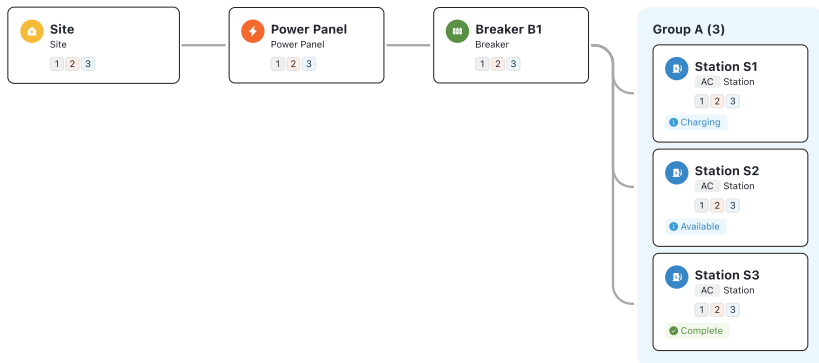 Site
Site
1 2 3
Power Panel
Power Panel
1 2 3
Breaker B1
Breaker
1 2 3
Group A (3)
Station S1
AC Station
1 2 3
Charging
Station S2
AC Station
1 2 3
Available
Station S3
AC Station
1 2 3
Complete